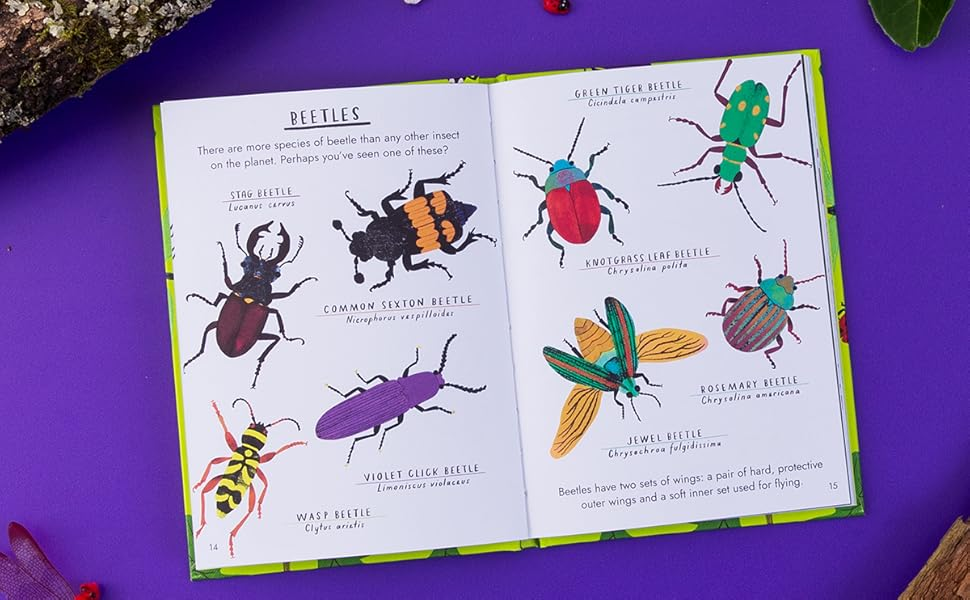 BEETLES
There are more species of beetle than any other insect
on the planet. Perhaps you've seen one of these?
STAG BEETLE
Lucanus cervus
COMMON SEXTON BEETLE
Nicrophorus vespilloides
VIOLET CLICK BEETLE
Limoniscus violaceus
WASP BEETLE
Clytus arietis
14
GREEN TIGER BEETLE
Cicindela campestris
KNOTGRASS LEAF BEETLE
Chrysolina polita
ROSEMARY BEETLE
Chrysolina americana
JEWEL BEETLE
Chrysochroa fulgidissima
Beetles have two sets of wings: a pair of hard, protective
outer wings and a soft inner set used for flying.
15